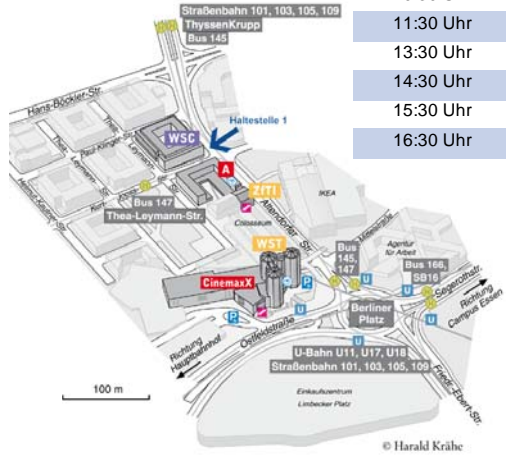 Straßenbahn 101, 103, 105, 109
ThyssenKrupp
Bus 145
11:30 Uhr
13:30 Uhr
14:30 Uhr
15:30 Uhr
16:30 Uhr
Hans-Böckler-Str.
WSC
Haltestelle 1
A
ZfTI
IKEA
Bus 147
Thea-Leymann-Str.
Colosseum
Altendorfer Str.
WST
Bus
145,
147
Agentur
für Arbeit
Bus 166,
SB16
Segerothstr.
CinemaxX
P
U
U
P
U
Berliner
Platz
U
Richtung
Campus Essen
Ostfeldstraße
Richtung
Hauptbahnhof
U
U-Bahn U11, U17, U18
Straßenbahn 101, 103, 105, 109
Friedr.-Ebert-Str.
100 m
Einkaufszentrum
Limbecker Platz
© Harald Krähe